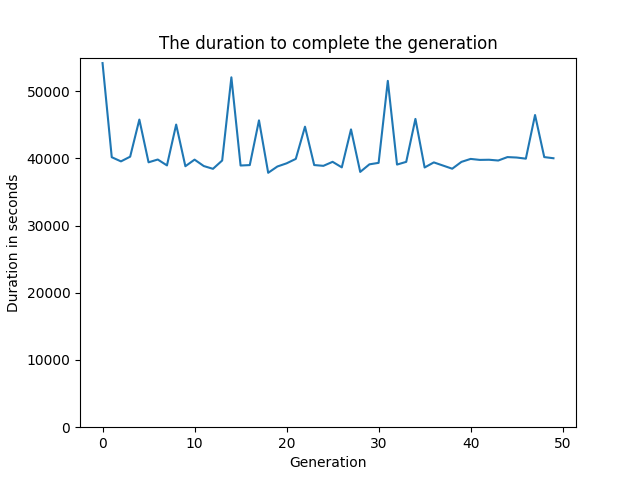 The duration to complete the generation
50000
40000
30000
20000
10000
0
Duration in seconds
0 10 20 30 40 50
Generation